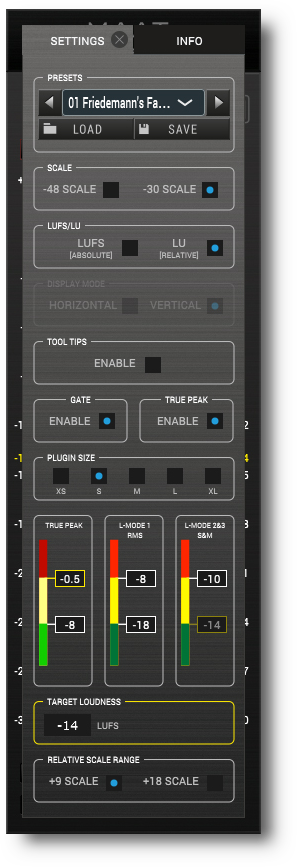 SETTINGS INFO
PRESETS
01 Friedemann's Fa...
LOAD SAVE
SCALE
-48 SCALE -30 SCALE
LUFS/LU
LUFS LU
[ABSOLUTE] [RELATIVE]
DISPLAY MODE
HORIZONTAL VERTICAL
TOOL TIPS
ENABLE
GATE TRUE PEAK
ENABLE ENABLE
PLUGIN SIZE
XS S M L XL
TRUE PEAK L-MODE 1 L-MODE 2&3
RMS S&M
-0.5 -8 -10
-8 -18 -14
TARGET LOUDNESS
-14 LUFS
RELATIVE SCALE RANGE
+9 SCALE +18 SCALE